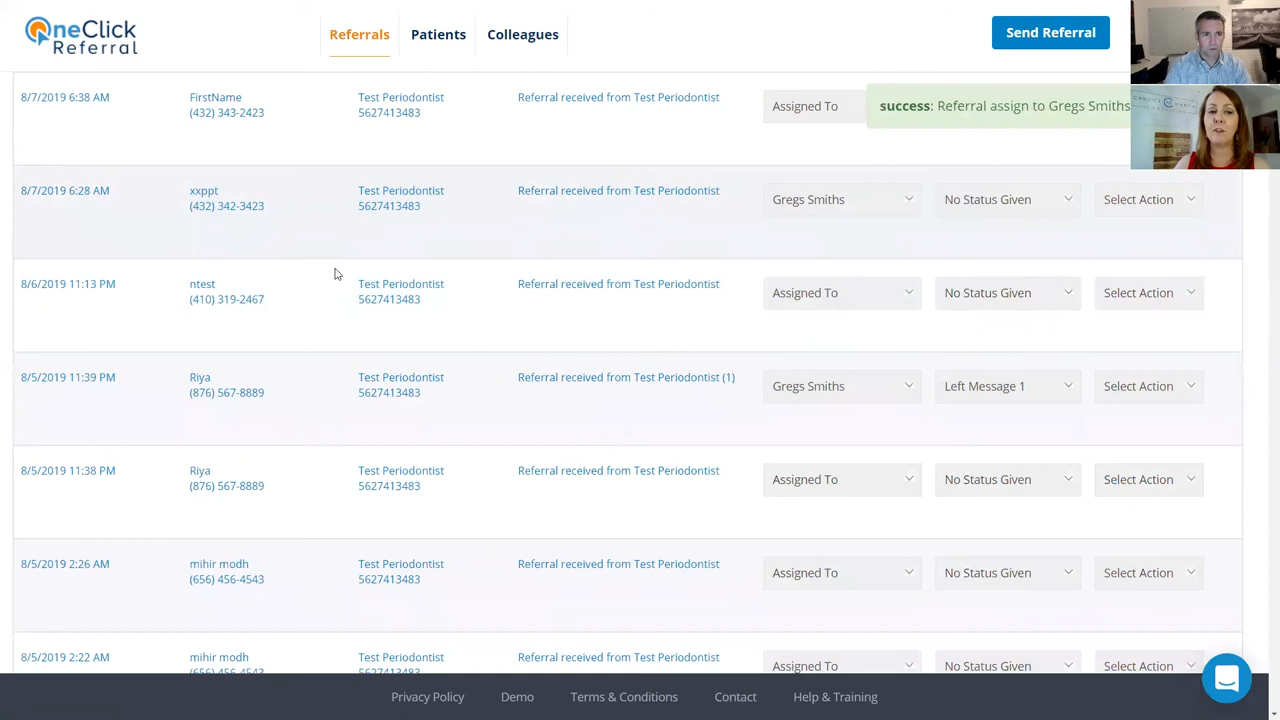 OneClick
Referral
Referrals
Patients
Colleagues
Send Referral
8/7/2019 6:38 AM
FirstName
(432) 343-2423
Test Periodontist
5627413483
Referral received from Test Periodontist
Assigned To
success: Referral assign to Gregs Smiths
8/7/2019 6:28 AM
xxppt
(432) 342-3423
Test Periodontist
5627413483
Referral received from Test Periodontist
Gregs Smiths
No Status Given
Select Action
8/6/2019 11:13 PM
ntest
(410) 319-2467
Test Periodontist
5627413483
Referral received from Test Periodontist
Assigned To
No Status Given
Select Action
8/5/2019 11:39 PM
Riya
(876) 567-8889
Test Periodontist
5627413483
Referral received from Test Periodontist (1)
Gregs Smiths
Left Message 1
Select Action
8/5/2019 11:38 PM
Riya
(876) 567-8889
Test Periodontist
5627413483
Referral received from Test Periodontist
Assigned To
No Status Given
Select Action
8/5/2019 2:26 AM
mihir modh
(656) 456-4543
Test Periodontist
5627413483
Referral received from Test Periodontist
Assigned To
No Status Given
Select Action
8/5/2019 2:22 AM
mihir modh
(656) 456-4543
Test Periodontist
5627413483
Referral received from Test Periodontist
Assigned To
No Status Given
Select Action
Privacy Policy
Demo
Terms & Conditions
Contact
Help & Training